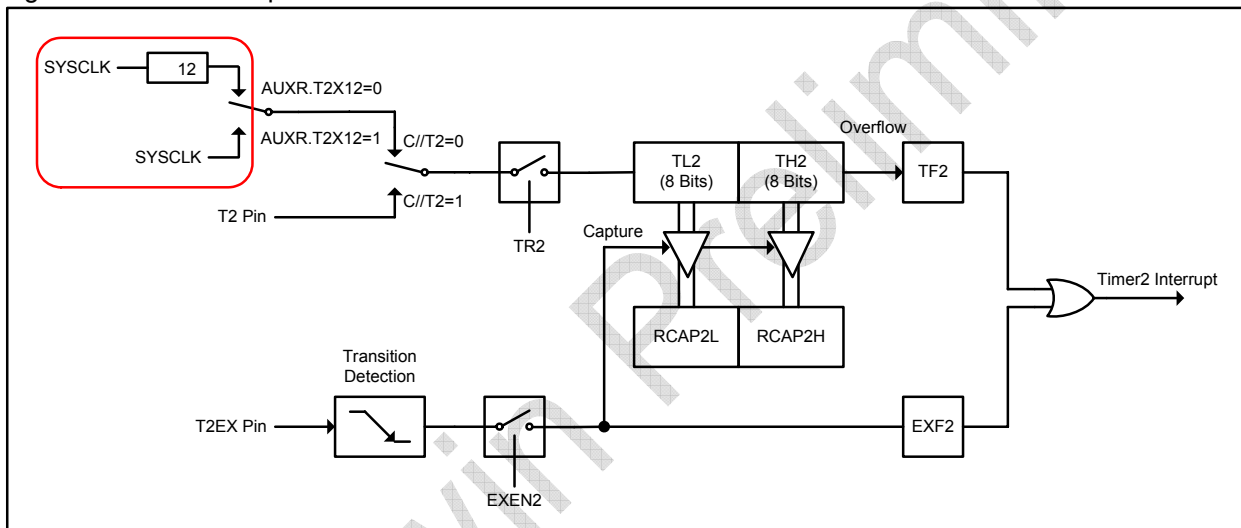 SYSCLK
12
AUXR.T2X12=0
AUXR.T2X12=1
SYSCLK
C//T2=0
C//T2=1
T2 Pin
TR2
TL2
(8 Bits)
TH2
(8 Bits)
Overflow
TF2
Capture
RCAP2L
RCAP2H
Timer2 Interrupt
Transition
Detection
T2EX Pin
EXEN2
EXF2